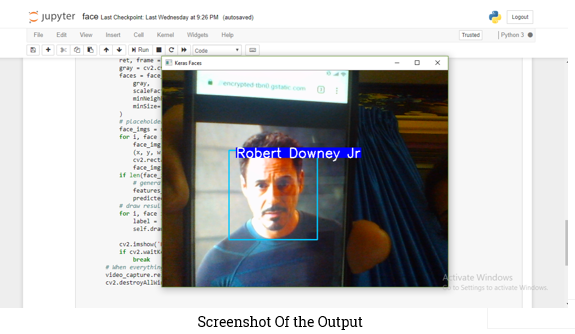 jupyter face Last Checkpoint: Last Wednesday at 9:26 PM (autosaved)
Logout
File Edit View Insert Cell Kernel Widgets Help
Trusted
Python 3
Run
Code
ret, frame =
gray = cv2.c
faces = face_
gray,
scaleFac
minNeigh
minSize=
)
# placeholde
face_imgs =
for i, face
face_img
(x, y, w
cv2.rect
face_img
if len(face_
# genera
features_
predicte
# draw resul
for i, face
label =
self.dra
cv2.imshow('
if cv2.waitK
break
# When everythin
video_capture.re
cv2.destroyAllWi
Keras Faces
encrypted-tbn0.gstatic.com
Robert Downey Jr
Activate Windows
Go to Settings to activate Windows.
Screenshot Of the Output